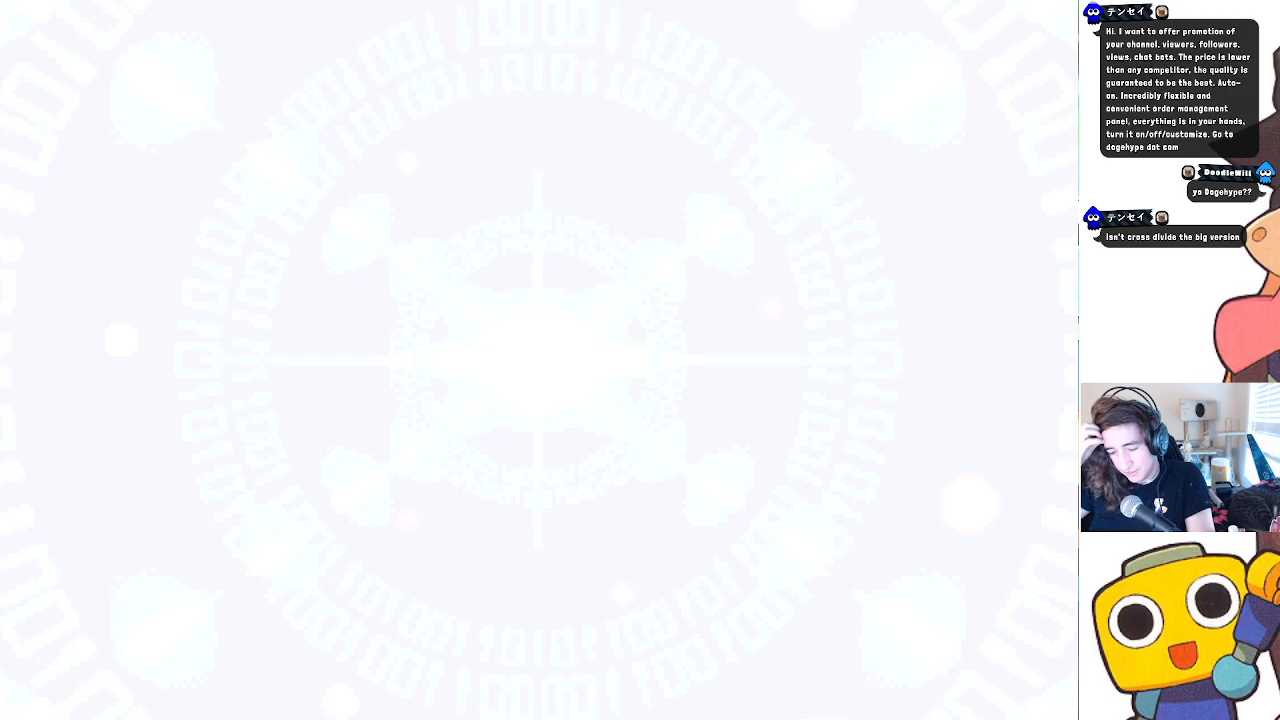 テンセイ
Hi. I want to offer promotion of
your channel. viewers. followers.
views, chat bots. The price is lower
than any competitor, the quality is
guaranteed to be the best. Auto-
on. Incredibly flexible and
convenient order management
panel, everything is in your hands,
turn it on/off/customize. Go to
dogehype dot com
DoodleWill
yo Dogehype??
テンセイ
Isn't cross divide the big version